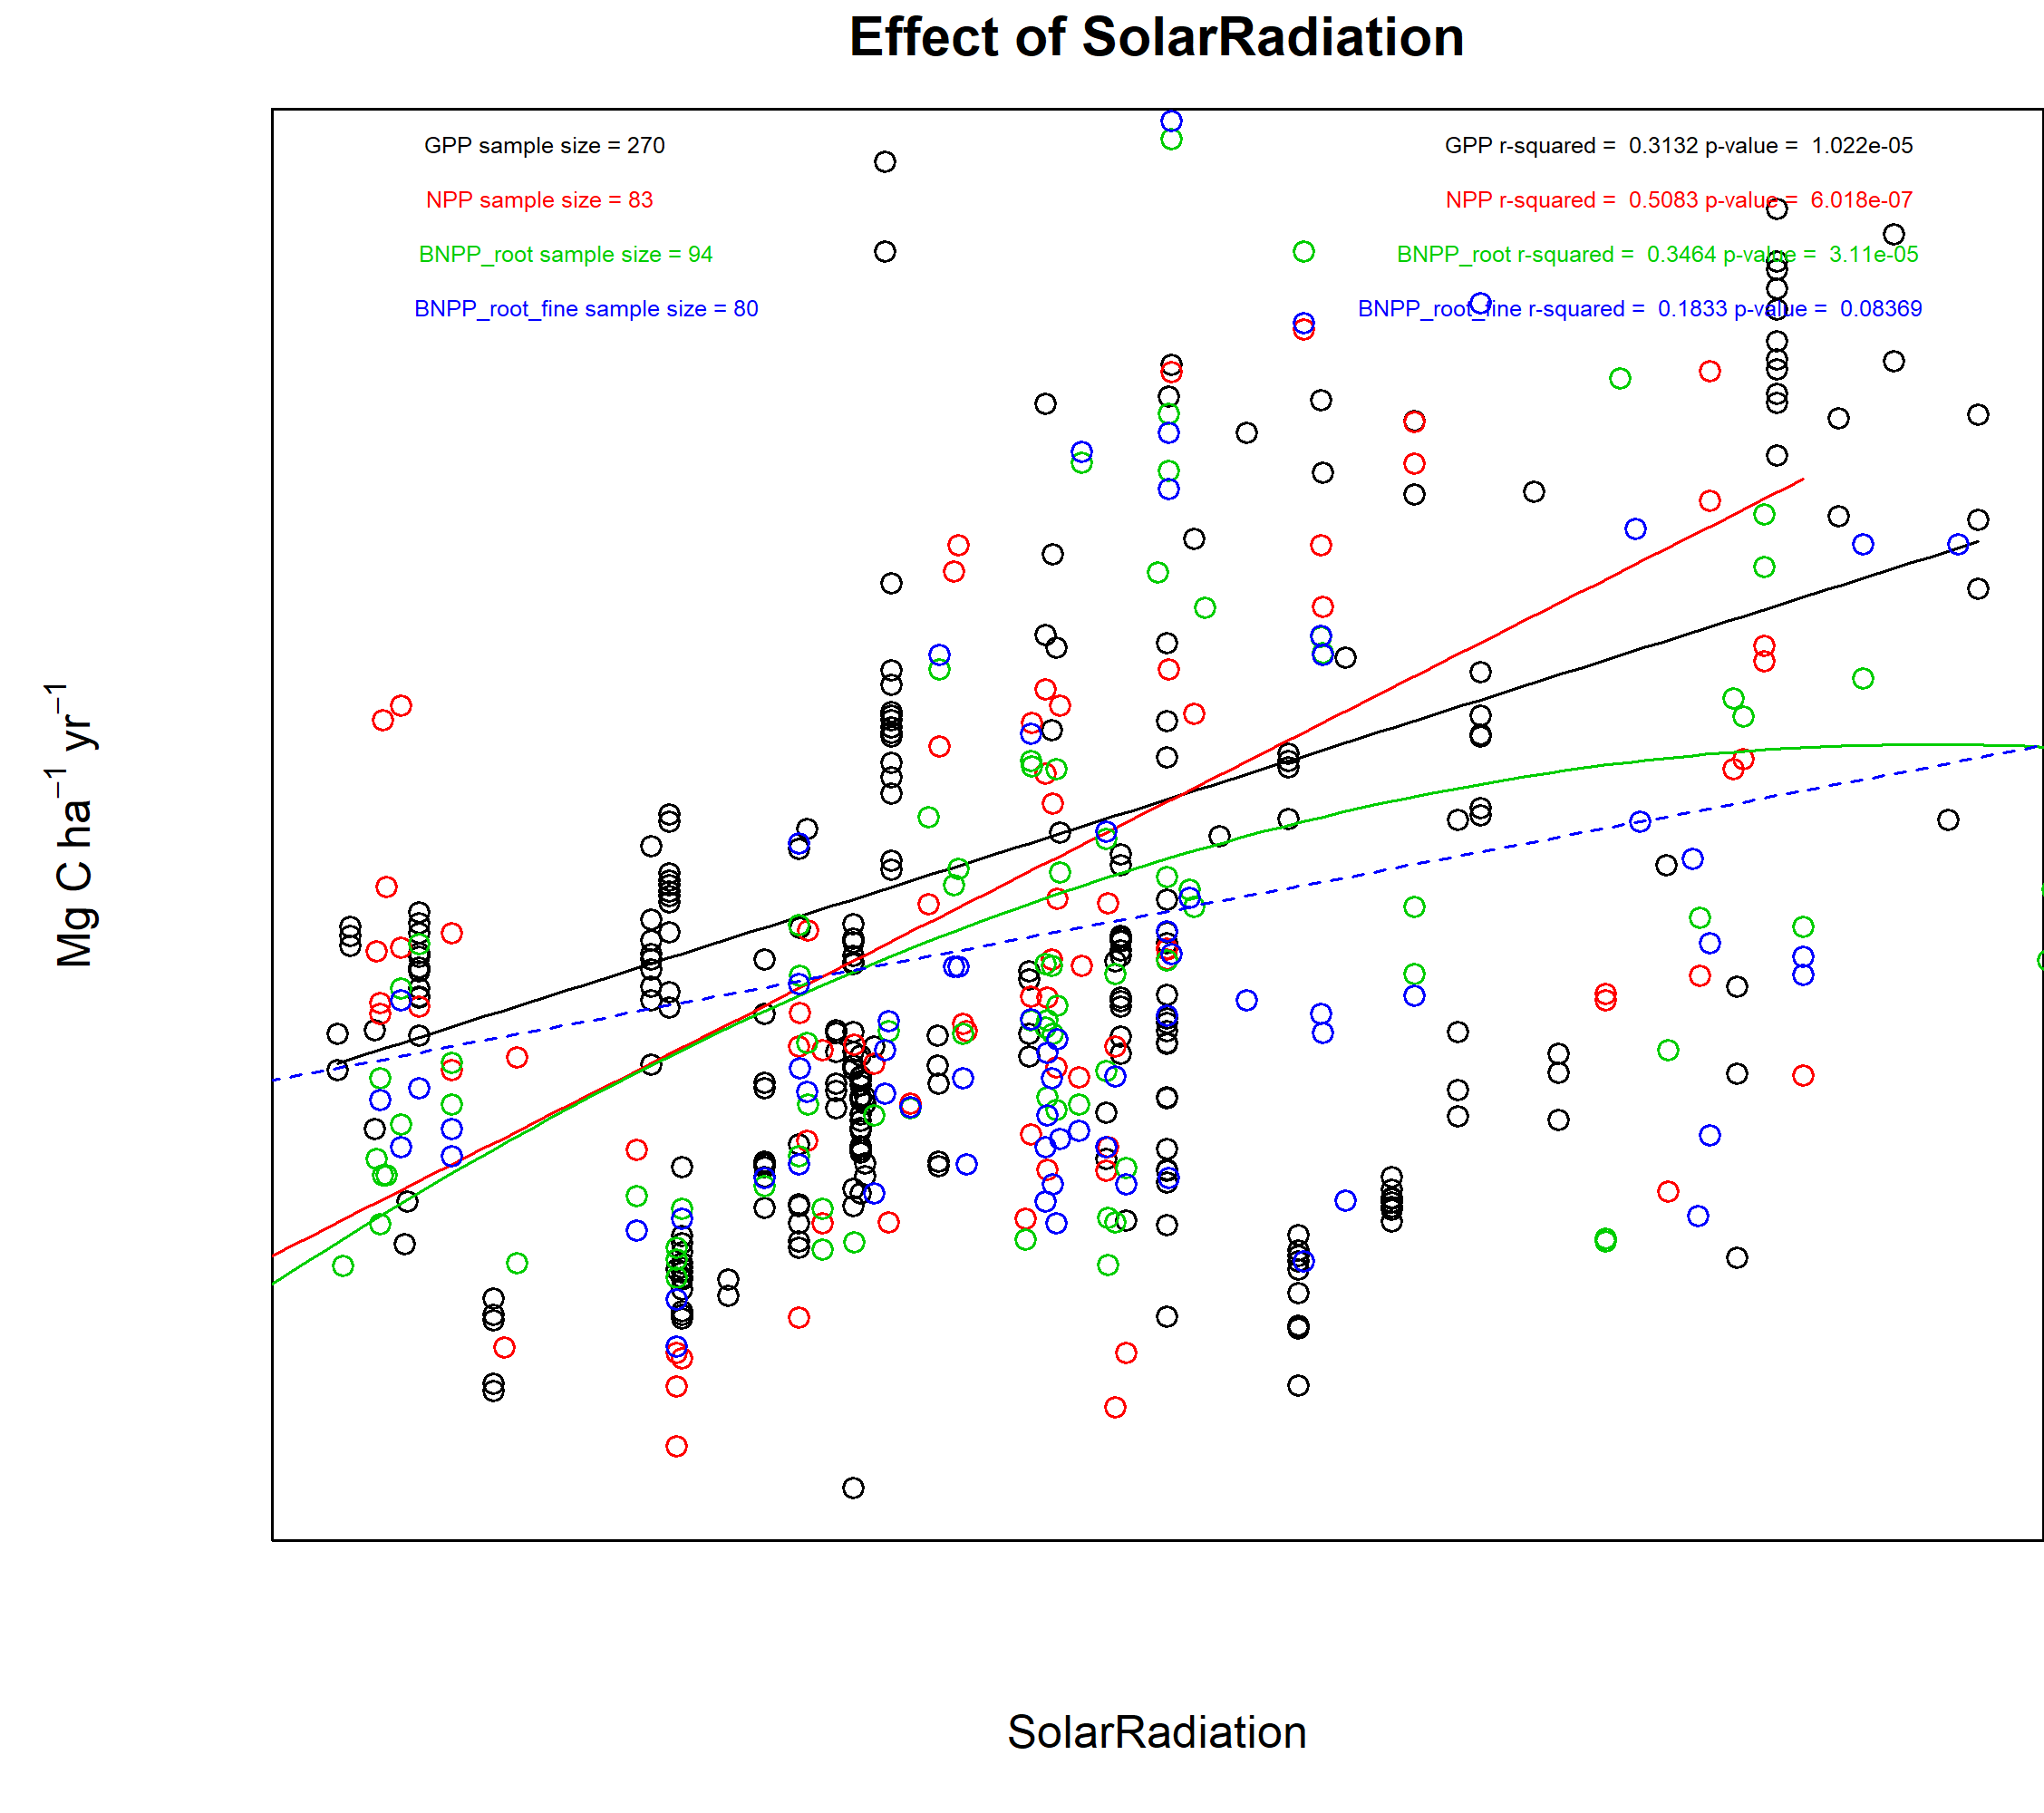 Effect of SolarRadiation
GPP sample size = 270
GPP r-squared =  0.3132 p-value =  1.022e-05
NPP sample size = 83
NPP r-squared =  0.5083 p-value =  6.018e-07
BNPP_root sample size = 94
BNPP_root r-squared =  0.3464 p-value =  3.11e-05
BNPP_root_fine sample size = 80
BNPP_root_fine r-squared =  0.1833 p-value =  0.08369
Mg C ha⁻¹ yr⁻¹
SolarRadiation